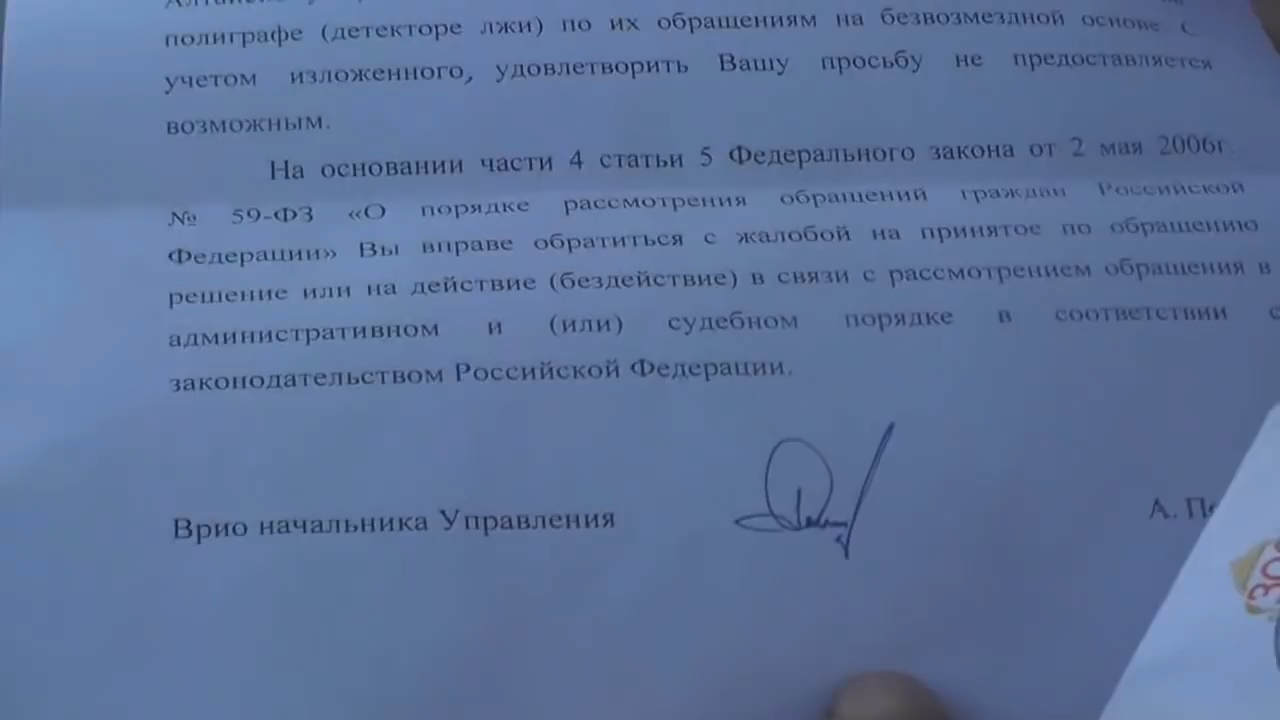 полиграфе (детекторе лжи) по их обращениям на безвозмездной основе. С
учетом изложенного, удовлетворить Вашу просьбу не предоставляется
возможным.
На основании части 4 статьи 5 Федерального закона от 2 мая 2006г.
№ 59-ФЗ «О порядке рассмотрения обращений граждан Российской
Федерации» Вы вправе обратиться с жалобой на принятое по обращению
решение или на действие (бездействие) в связи с рассмотрением обращения в
административном и (или) судебном порядке в соответствии с
законодательством Российской Федерации.
Врио начальника Управления
А.